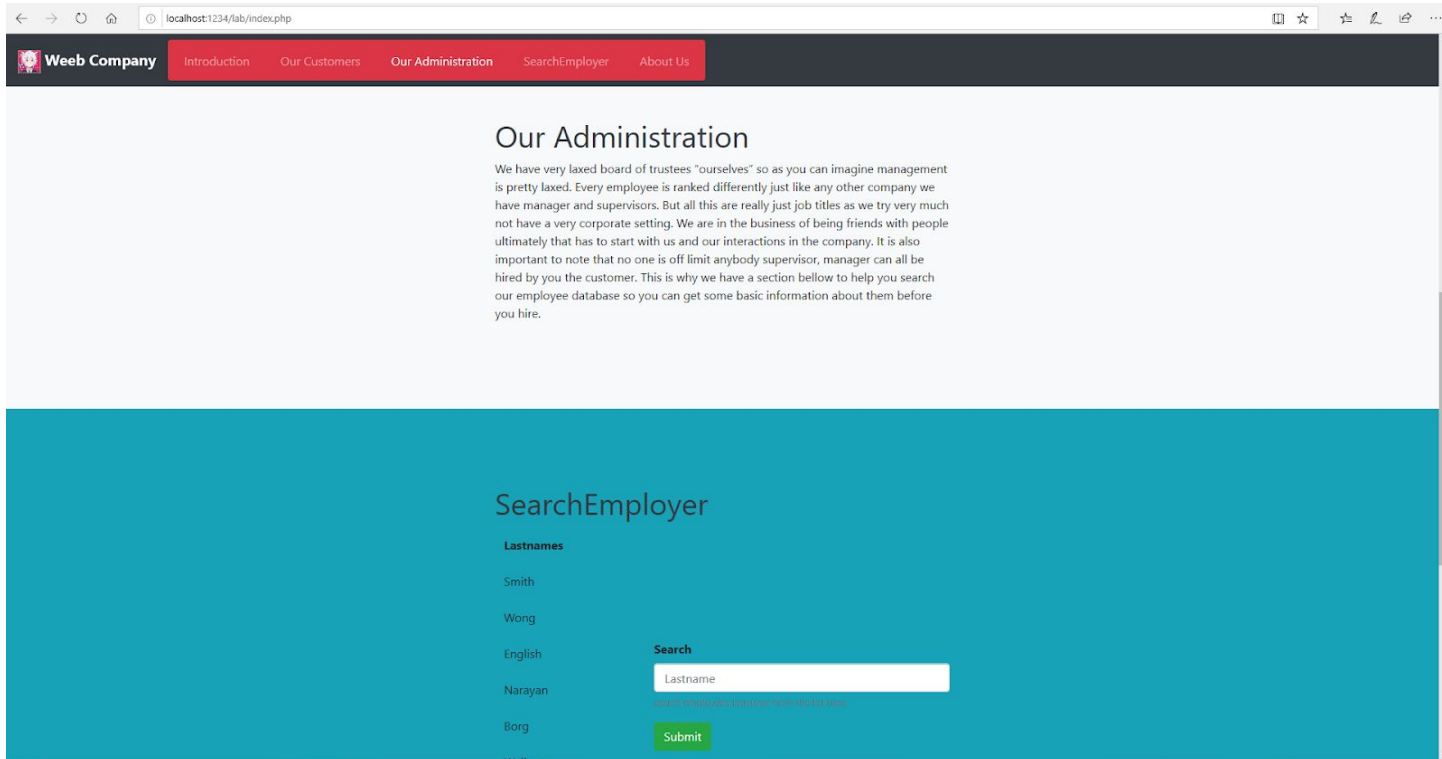 localhost:1234/lab/index.php
Weeb Company Introduction Our Customers Our Administration SearchEmployer About Us
Our Administration
We have very laxed board of trustees "ourselves" so as you can imagine management
is pretty laxed. Every employee is ranked differently just like any other company we
have manager and supervisors. But all this are really just job titles as we try very much
not have a very corporate setting. We are in the business of being friends with people
ultimately that has to start with us and our interactions in the company. It is also
important to note that no one is off limit anybody supervisor, manager can all be
hired by you the customer. This is why we have a section bellow to help you search
our employee database so you can get some basic information about them before
you hire.
SearchEmployer
Lastnames
Smith
Wong
English
Narayan
Borg
Search
Lastname
Submit